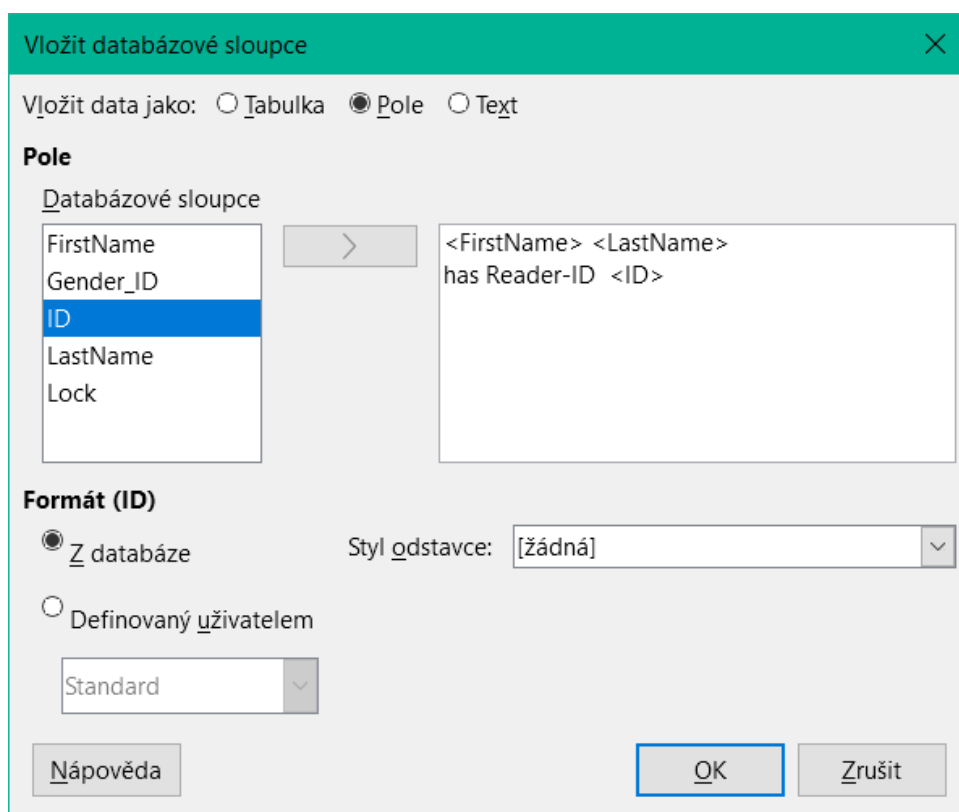 Vložit databázové sloupce
Vložit data jako: Tabulka Pole Text
Pole
Databázové sloupce
FirstName
Gender_ID
ID
LastName
Lock
>
<FirstName> <LastName>
has Reader-ID <ID>
Formát (ID)
Z databáze
Styl odstavce: [žádná]
Definovaný uživatelem
Standard
Nápověda OK Zrušit